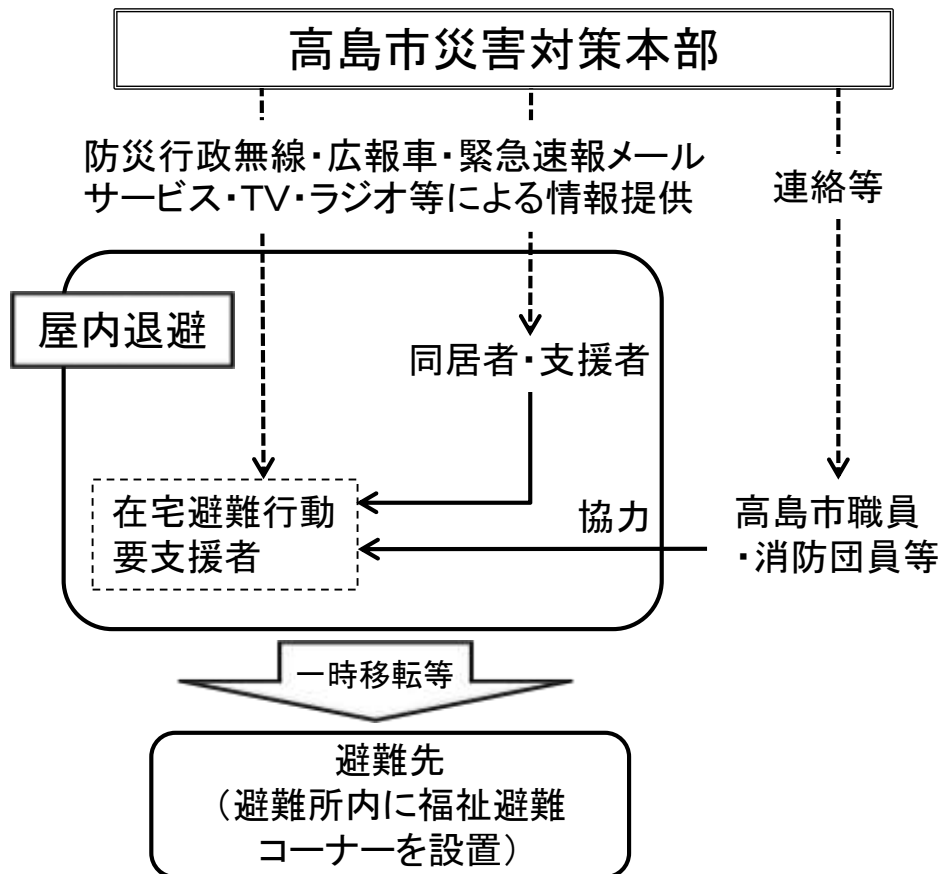 高島市災害対策本部
防災行政無線・広報車・緊急速報メール
サービス・TV・ラジオ等による情報提供
連絡等
屋内退避
同居者・支援者
在宅避難行動
要支援者
協力
高島市職員
・消防団員等
一時移転等
避難先
（避難所内に福祉避難
コーナーを設置）